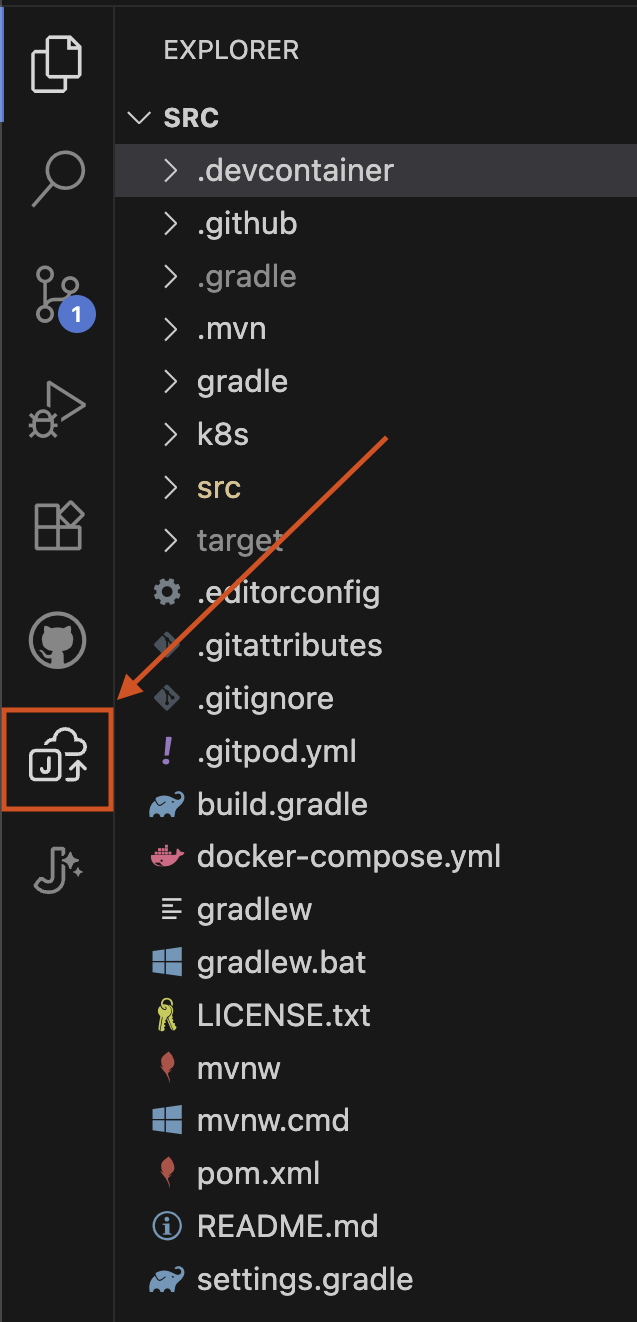 EXPLORER
SRC
.devcontainer
.github
.gradle
1
.mvn
gradle
k8s
src
target
.editorconfig
.gitattributes
.gitignore
J
.gitpod.yml
build.gradle
docker-compose.yml
gradlew
gradlew.bat
LICENSE.txt
mvnw
mvnw.cmd
pom.xml
README.md
settings.gradle